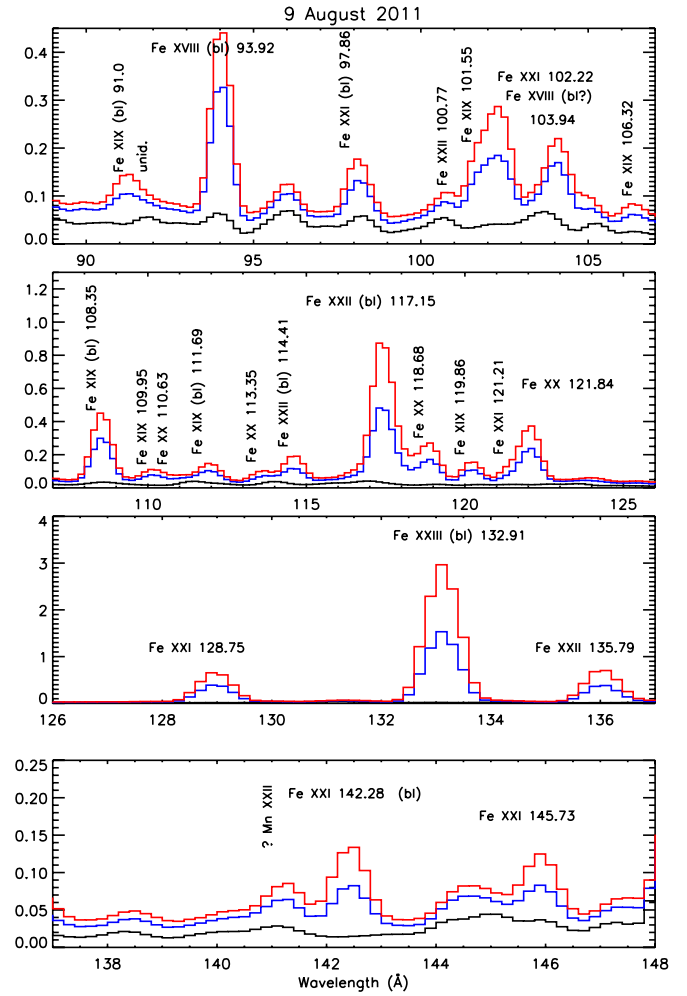 9 August 2011
Fe XVIII (bl) 93.92
Fe XIX (bl) 91.0
unid.
Fe XXI (bl) 97.86
Fe XXII 100.77
Fe XIX 101.55
Fe XXI 102.22
Fe XVIII (bl?)
103.94
Fe XIX 106.32
0.4
0.3
0.2
0.1
0.0
90 95 100 105
Fe XXII (bl) 117.15
Fe XIX (bl) 108.35
Fe XIX 109.95
Fe XX 110.63
Fe XIX (bl) 111.69
Fe XX 113.35
Fe XXII (bl) 114.41
Fe XX 118.68
Fe XIX 119.86
Fe XXI 121.21
Fe XX 121.84
1.2
1.0
0.8
0.6
0.4
0.2
0.0
110 115 120 125
Fe XXIII (bl) 132.91
Fe XXI 128.75
Fe XXII 135.79
4
3
2
1
0
126 128 130 132 134 136
? Mn XXII
Fe XXI 142.28 (bl)
Fe XXI 145.73
0.25
0.20
0.15
0.10
0.05
0.00
138 140 142 144 146 148
Wavelength (Å)